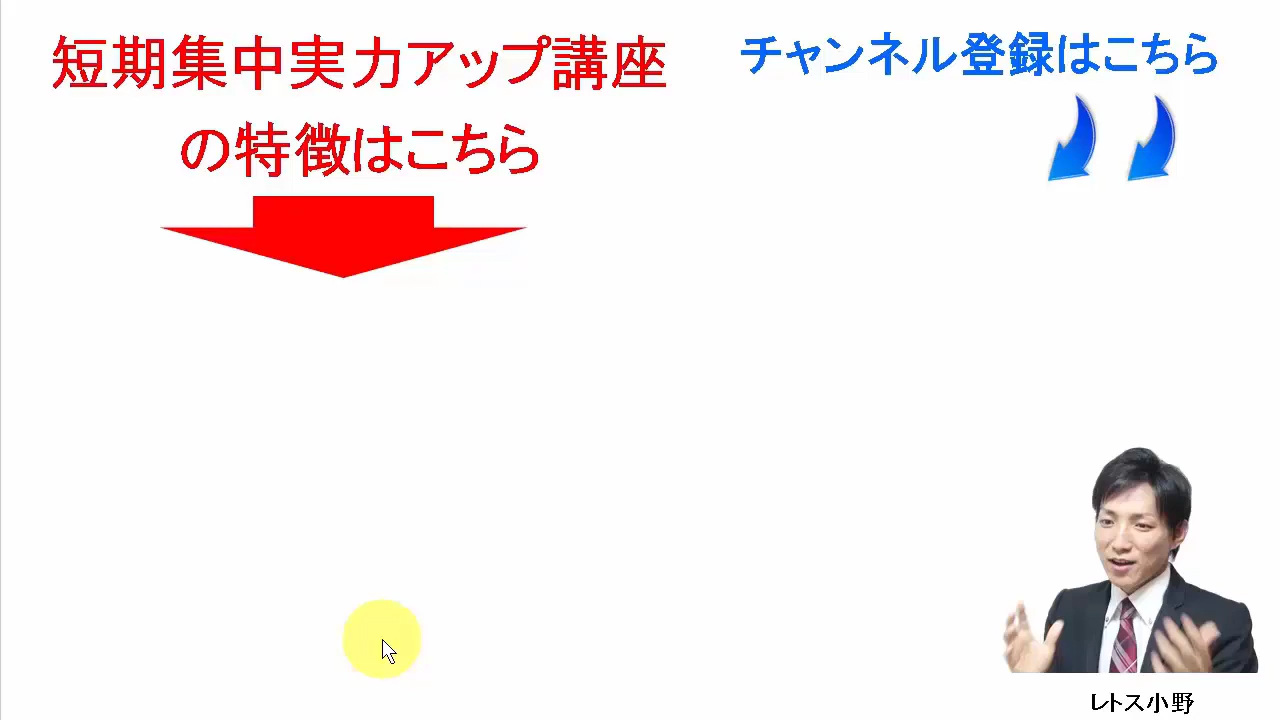 短期集中実力アップ講座
の特徴はこちら
チャンネル登録はこちら
レトス小野